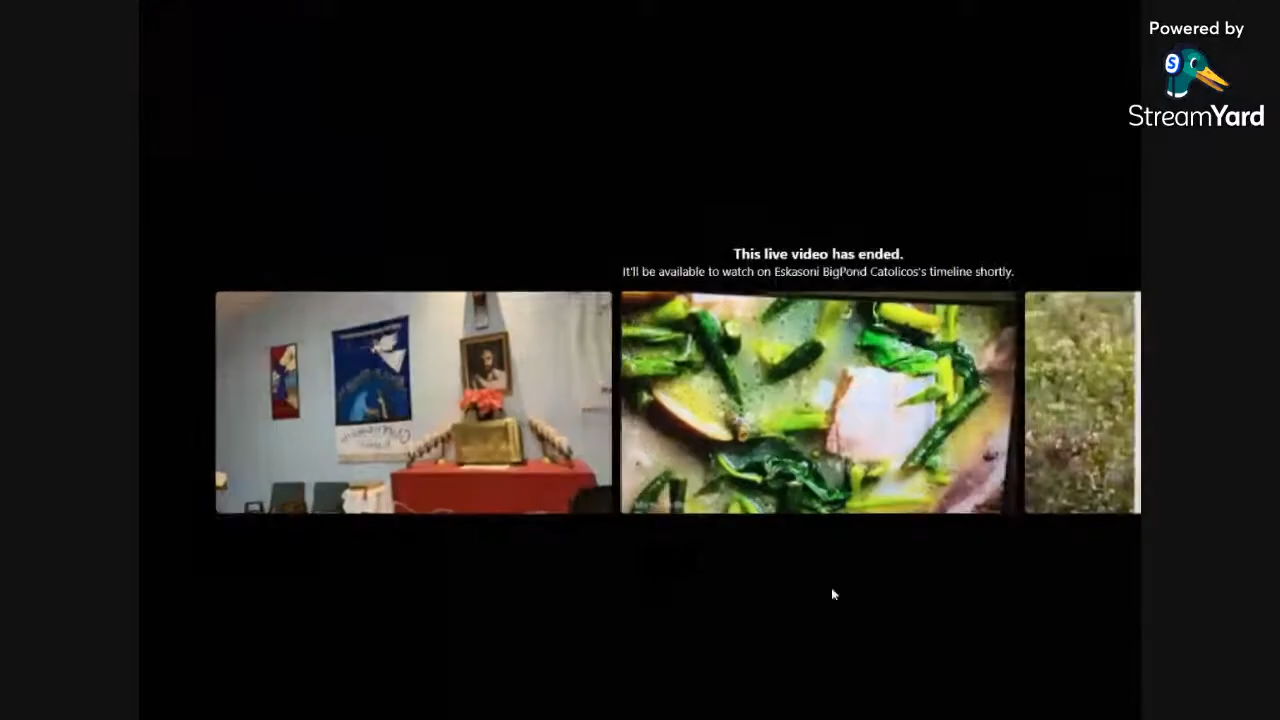 Powered by
S
StreamYard
This live video has ended.
It'll be available to watch on Eskasoni BigPond Catolicos's timeline shortly.